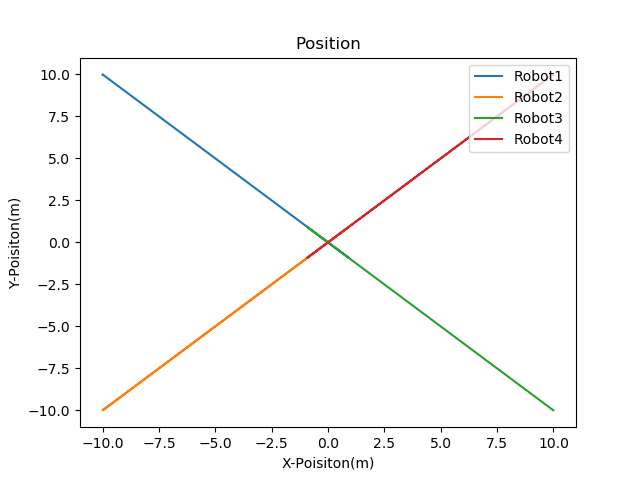 Position
10.0
7.5
5.0
2.5
0.0
−2.5
−5.0
−7.5
−10.0
Y-Poisiton(m)
Robot1
Robot2
Robot3
Robot4
−10.0 −7.5 −5.0 −2.5 0.0 2.5 5.0 7.5 10.0
X-Poisiton(m)